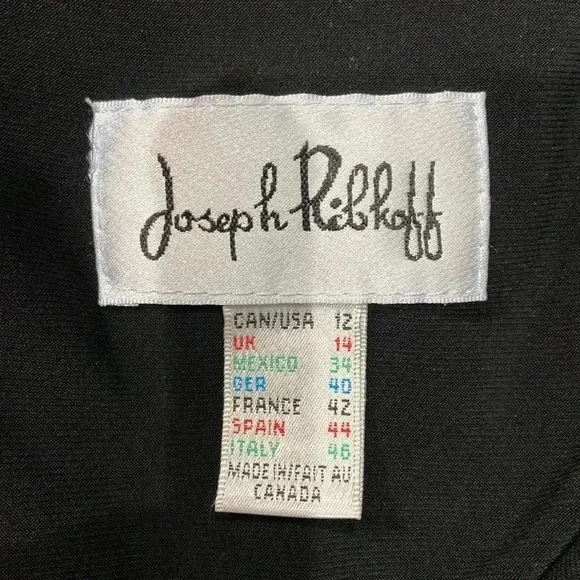 Joseph Ribkoff
CAN/USA 12
UK 14
MEXICO 34
GER 40
FRANCE 42
SPAIN 44
ITALY 46
MADE IN/FAIT AU
CANADA